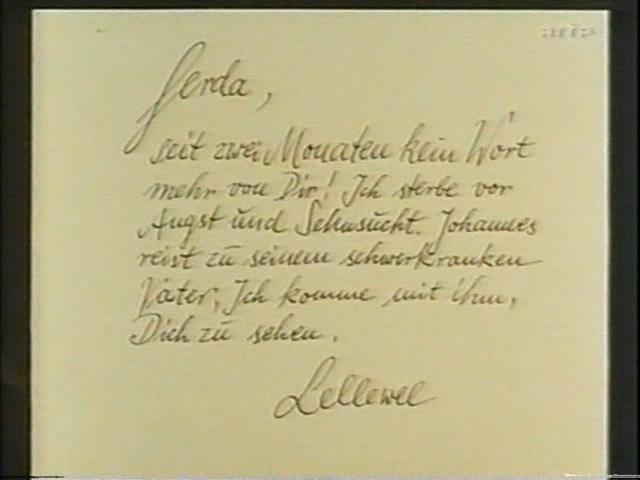 Gerda,
seit zwei Monaten kein Wort
mehr von Dir! Ich sterbe vor
Angst und Sehnsucht. Johannes
reist zu seinem schwerkranken
Vater, Ich komme mit ihm,
Dich zu sehen.
Lellewel